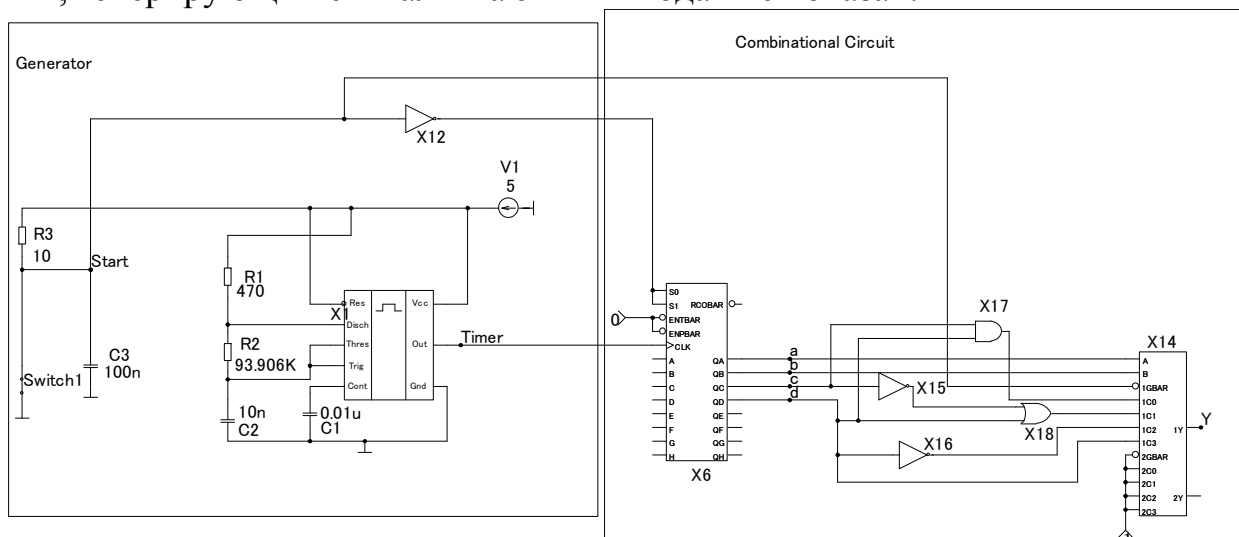 Generator
Combinational Circuit
X12
V1
5
R3
10
Start
R1
470
X1
Res
Vcc
Disch
R2
93.906K
Thres
Out
Trig
Cont
Gnd
Timer
C3
100n
Switch1
10n
C2
0.01u
C1
S0
S1
RCOBAR
0
ENTBAR
ENPBAR
CLK
A
QA
B
QB
C
QC
D
QD
E
QE
F
QF
G
QG
H
QH
X6
a
b
c
d
X17
X15
X18
X16
X14
A
B
1GBAR
1C0
1C1
1C2
1Y
1C3
2GBAR
2C0
2C1
2C2
2Y
2C3
Y